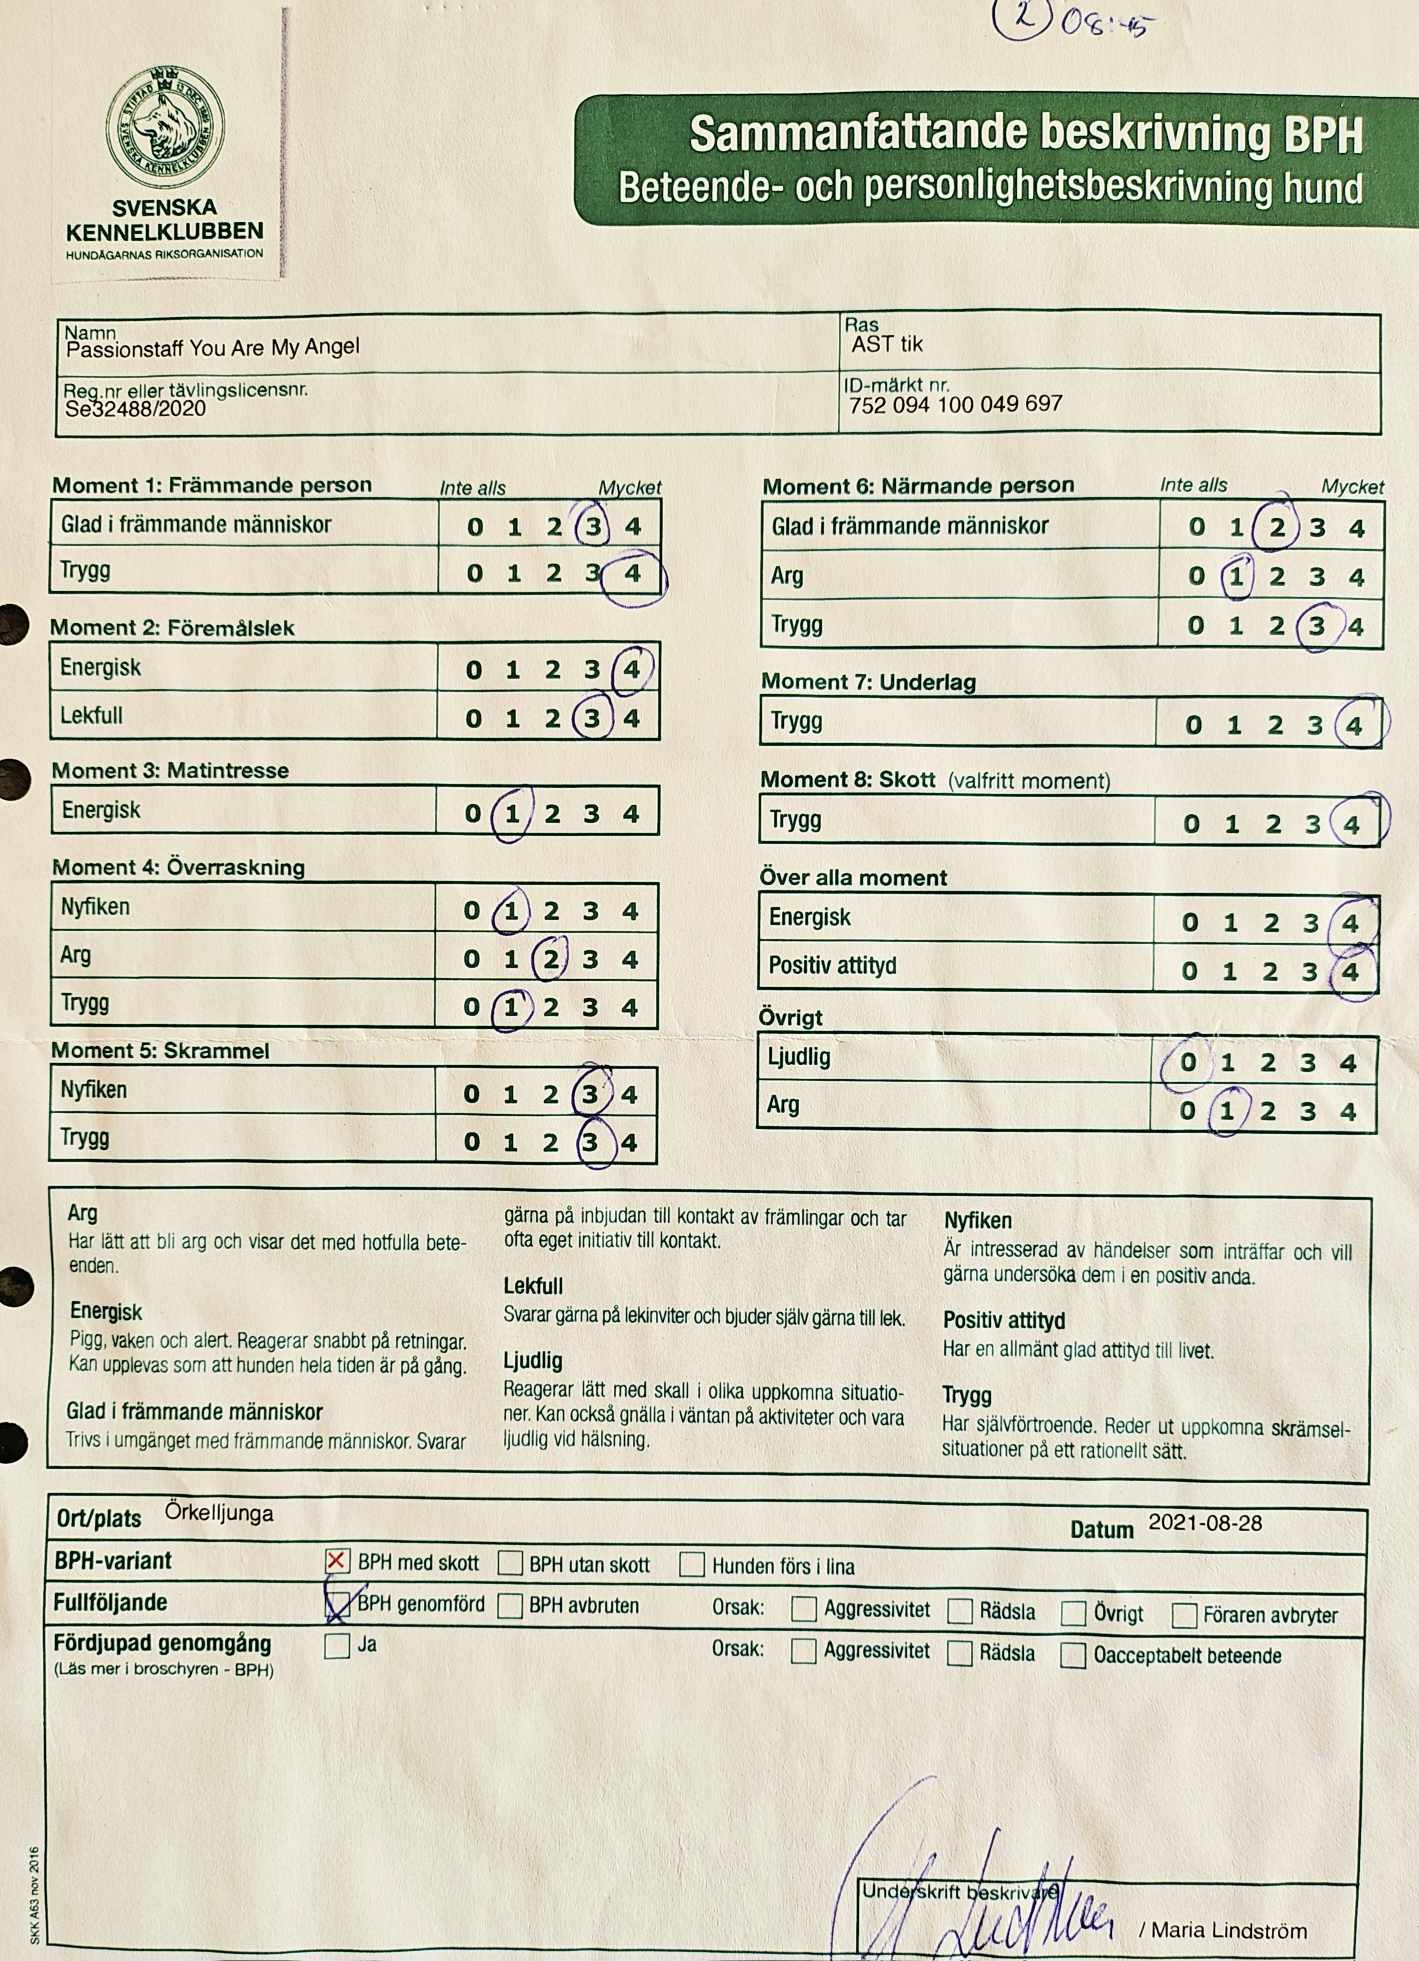 2 08:45
STIFTAD 13 DEC 1889
SVENSKA KENNELKLUBBEN
SVENSKA
KENNELKLUBBEN
HUNDÄGARNAS RIKSORGANISATION
Sammanfattande beskrivning BPH
Beteende- och personlighetsbeskrivning hund
Namn
Passionstaff You Are My Angel
Ras
AST tik
Reg.nr eller tävlingslicensnr.
Se32488/2020
ID-märkt nr.
752 094 100 049 697
Moment 1: Främmande person Inte alls Mycket
Glad i främmande människor 0 1 2 3 4
Trygg 0 1 2 3 4
Moment 2: Föremålslek
Energisk 0 1 2 3 4
Lekfull 0 1 2 3 4
Moment 3: Matintresse
Energisk 0 1 2 3 4
Moment 4: Överraskning
Nyfiken 0 1 2 3 4
Arg 0 1 2 3 4
Trygg 0 1 2 3 4
Moment 5: Skrammel
Nyfiken 0 1 2 3 4
Trygg 0 1 2 3 4
Moment 6: Närmande person Inte alls Mycket
Glad i främmande människor 0 1 2 3 4
Arg 0 1 2 3 4
Trygg 0 1 2 3 4
Moment 7: Underlag
Trygg 0 1 2 3 4
Moment 8: Skott (valfritt moment)
Trygg 0 1 2 3 4
Över alla moment
Energisk 0 1 2 3 4
Positiv attityd 0 1 2 3 4
Övrigt
Ljudlig 0 1 2 3 4
Arg 0 1 2 3 4
Arg
Har lätt att bli arg och visar det med hotfulla bete-
enden.
Energisk
Pigg, vaken och alert. Reagerar snabbt på retningar.
Kan upplevas som att hunden hela tiden är på gång.
Glad i främmande människor
Trivs i umgänget med främmande människor. Svarar
gärna på inbjudan till kontakt av främlingar och tar
ofta eget initiativ till kontakt.
Lekfull
Svarar gärna på lekinviter och bjuder själv gärna till lek.
Ljudlig
Reagerar lätt med skall i olika uppkomna situatio-
ner. Kan också gnälla i väntan på aktiviteter och vara
ljudlig vid hälsning.
Nyfiken
Är intresserad av händelser som inträffar och vill
gärna undersöka dem i en positiv anda.
Positiv attityd
Har en allmänt glad attityd till livet.
Trygg
Har självförtroende. Reder ut uppkomna skrämsel-
situationer på ett rationellt sätt.
Ort/plats Örkelljunga Datum 2021-08-28
BPH-variant BPH med skott BPH utan skott Hunden förs i lina
Fullföljande BPH genomförd BPH avbruten Orsak: Aggressivitet Rädsla Övrigt Föraren avbryter
Fördjupad genomgång Ja Orsak: Aggressivitet Rädsla Oacceptabelt beteende
(Läs mer i broschyren - BPH)
Underskrift beskrivare
/ Maria Lindström
SKK A63 nov 2016